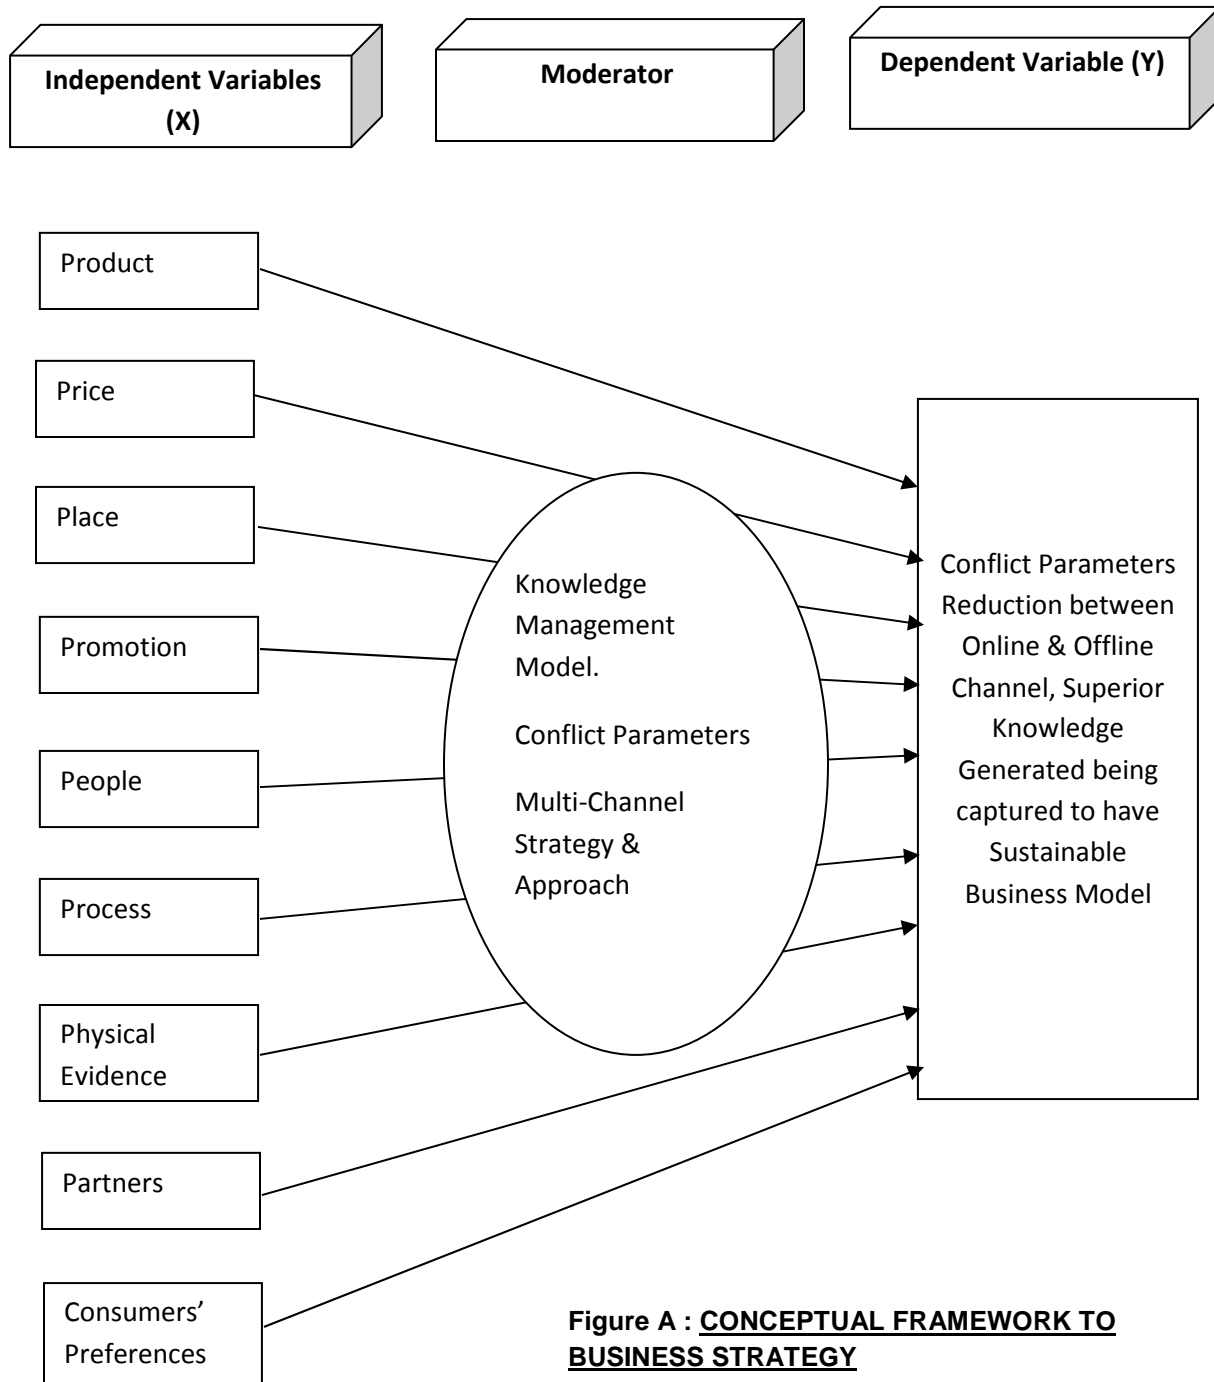 Independent Variables
(X)
Moderator
Dependent Variable (Y)
Product
Price
Place
Promotion
People
Process
Physical
Evidence
Partners
Consumers’
Preferences
Knowledge
Management
Model.
Conflict Parameters
Multi-Channel
Strategy &
Approach
Conflict Parameters
Reduction between
Online & Offline
Channel, Superior
Knowledge
Generated being
captured to have
Sustainable
Business Model
Figure A : CONCEPTUAL FRAMEWORK TO
BUSINESS STRATEGY